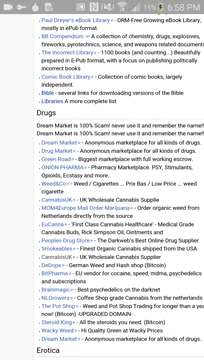 11% 6:58 PM
Paul Dreyer's eBook Library - DRM-Free Growing eBook Library,
mostly in ePub format.
BB Compendium — A collection of chemistry, drugs, explosives,
fireworks, pyrotechnics, science, and weapons related documents
The Incorrect Library - 1100 books (and counting...) Beautifully
prepared in E-Pub format, with a focus on publishing politically
incorrect books
Comic Book Library - Collection of comic books, largely
independent.
Bible - several links for downloading versions of the Bible
Libraries A more complete list
Drugs
Dream Market is 100% Scam! never use it and remember the name!!
Dream Market is 100% Scam! never use it and remember the name!!
Dream Market - Anonymous marketplace for all kinds of drugs.
Drug Market - Anonymous marketplace for all kinds of drugs.
Green Road - Biggest marketplace with full working escrow.
ONION PHARMA - Pharmacy Marketplace. PSY, Stimulants,
Opioids, Ecstasy and more..
Weed&Co - Weed / Cigarettes ... Prix Bas / Low Price ... weed
cigarette
CannabisUK - UK Wholesale Cannabis Supplie
MOM4Europe Mail Order Marijuana - Order organic weed from
Netherlands directly from the source
EuCanna - 'First Class Cannabis Healthcare' - Medical Grade
Cannabis Buds, Rick Simpson Oil, Ointments and
Peoples Drug Store - The Darkweb's Best Online Drug Supplier
Smokeables - Finest Organic Cannabis shipped from the USA
CannabisUK - UK Wholesale Cannabis Supplier
DeDope - German Weed and Hash shop (Bitcoin)
BitPharma - EU vendor for cocaine, speed, mdma, psychedelics
and subscriptions
Brainmagic - Best psychedelics on the darknet
NLGrowers - Coffee Shop grade Cannabis from the netherlands
The Pot Shop - Weed and Pot Shop Trading for longer than a yea
now! (Bitcoin) -UPGRADED DOMAIN-
Steroid King - All the steroids you need. (Bitcoin)
Wacky Weed - Hi Quality Green at Wacky Prices
Dream Market - Anonymous marketplace for all kinds of drugs.
Erotica